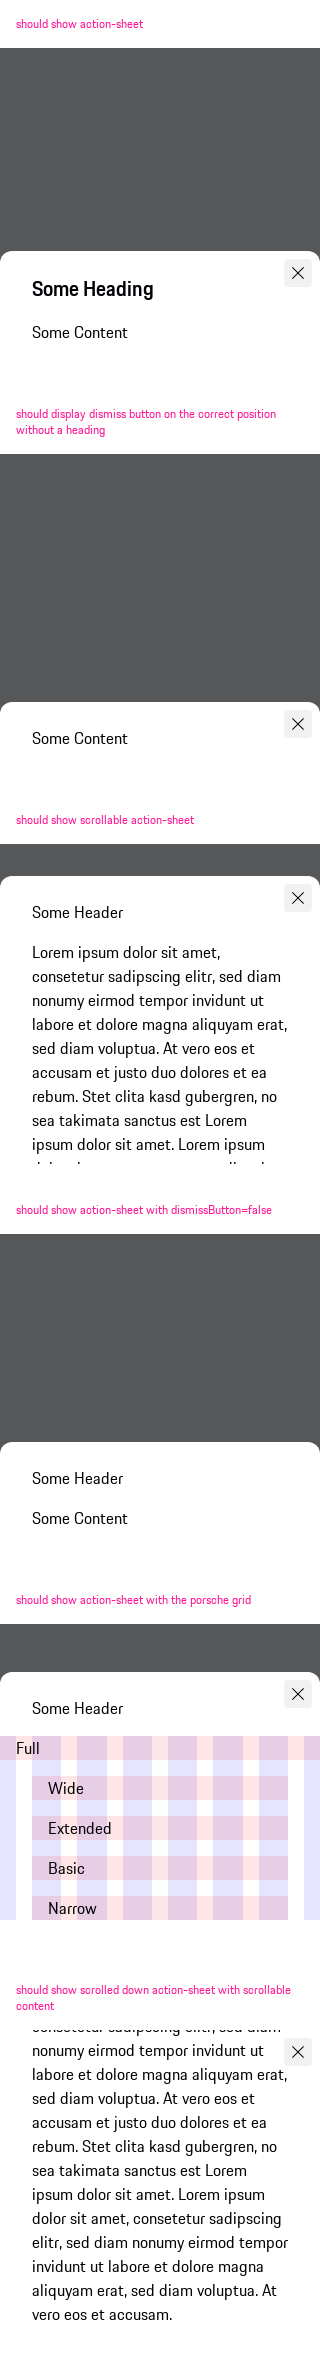 should show action-sheet
Some Heading
Some Content
should display dismiss button on the correct position
without a heading
Some Content
should show scrollable action-sheet
Some Header
Lorem ipsum dolor sit amet,
consetetur sadipscing elitr, sed diam
nonumy eirmod tempor invidunt ut
labore et dolore magna aliquyam erat,
sed diam voluptua. At vero eos et
accusam et justo duo dolores et ea
rebum. Stet clita kasd gubergren, no
sea takimata sanctus est Lorem
ipsum dolor sit amet. Lorem ipsum
should show action-sheet with dismissButton=false
Some Header
Some Content
should show action-sheet with the porsche grid
Some Header
Full
Wide
Extended
Basic
Narrow
should show scrolled down action-sheet with scrollable
content
consetetur sadipscing elitr, sed diam
nonumy eirmod tempor invidunt ut
labore et dolore magna aliquyam erat,
sed diam voluptua. At vero eos et
accusam et justo duo dolores et ea
rebum. Stet clita kasd gubergren, no
sea takimata sanctus est Lorem
ipsum dolor sit amet. Lorem ipsum
dolor sit amet, consetetur sadipscing
elitr, sed diam nonumy eirmod tempor
invidunt ut labore et dolore magna
aliquyam erat, sed diam voluptua. At
vero eos et accusam.